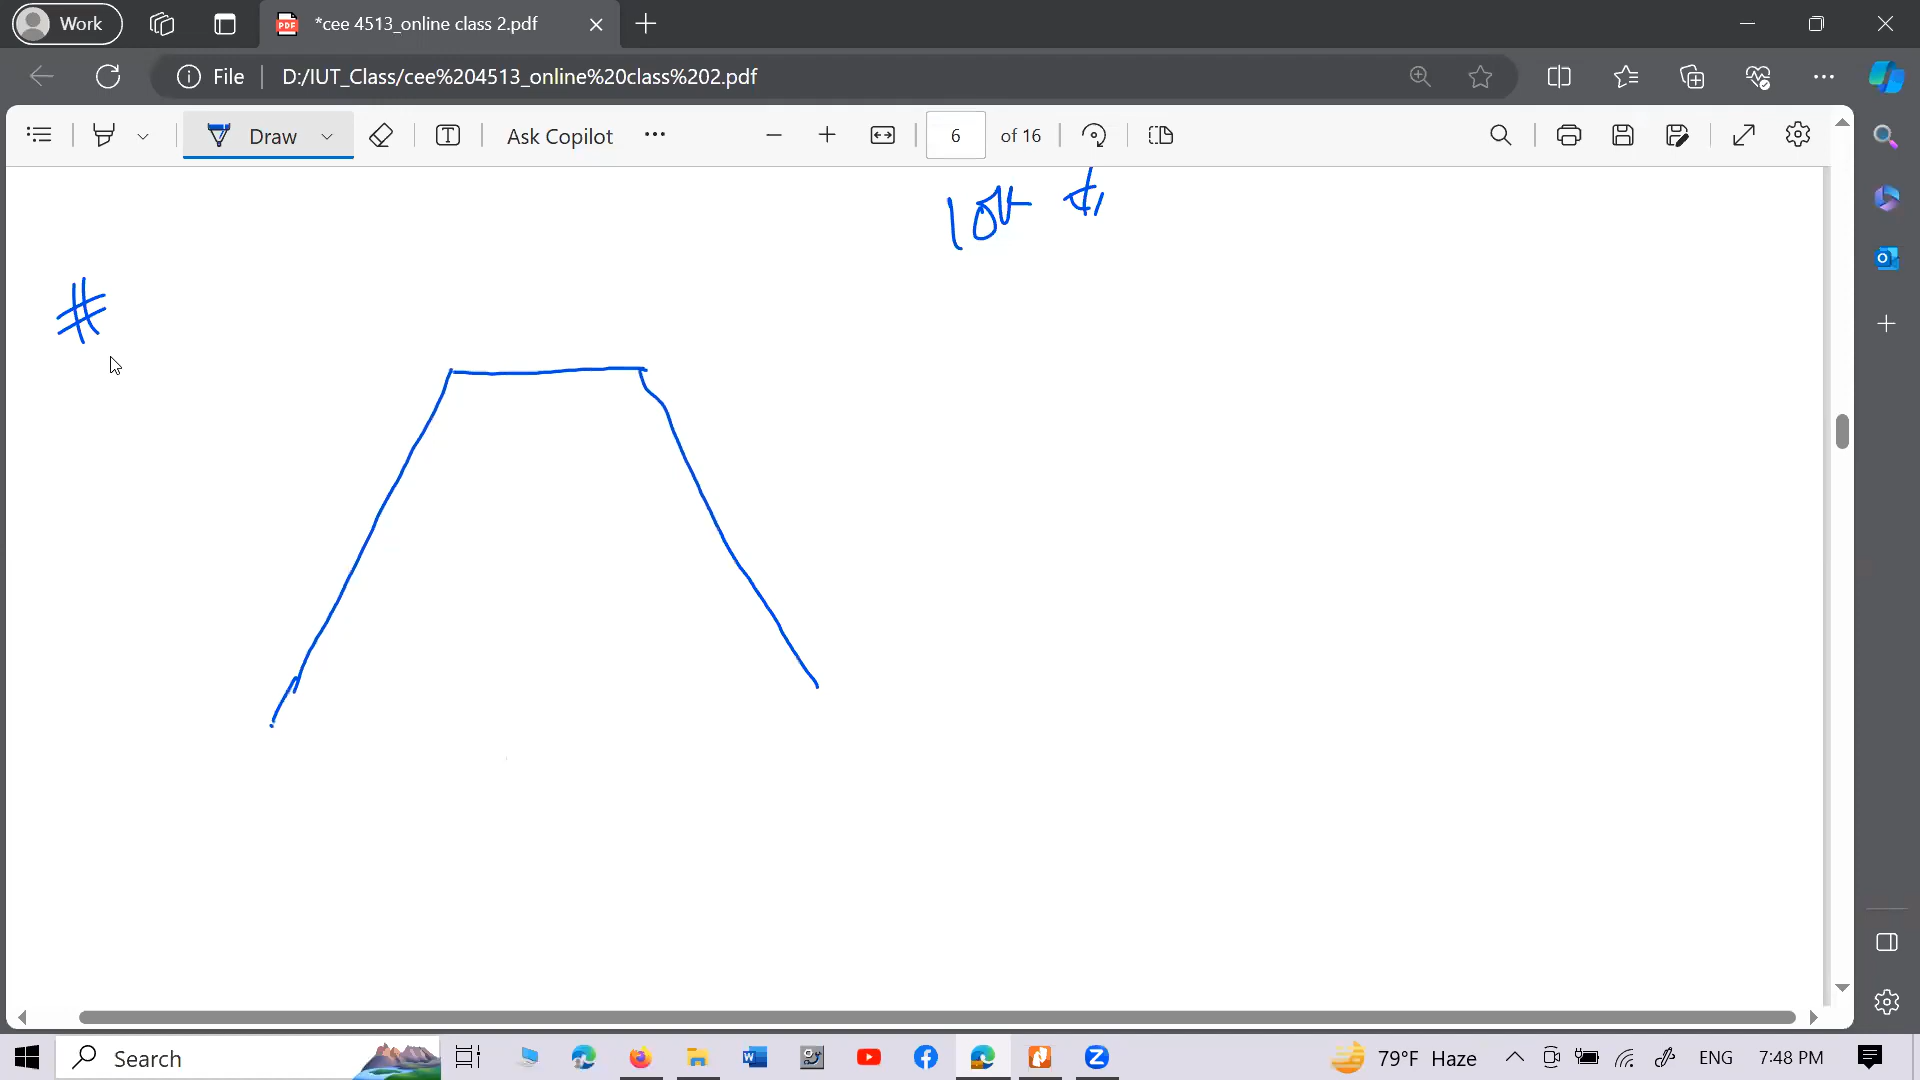 Work
*cee 4513_online class 2.pdf
File
D:/IUT_Class/cee%204513_online%20class%202.pdf
Draw
Ask Copilot
6 of 16
#
Search
79°F Haze
ENG
7:48 PM